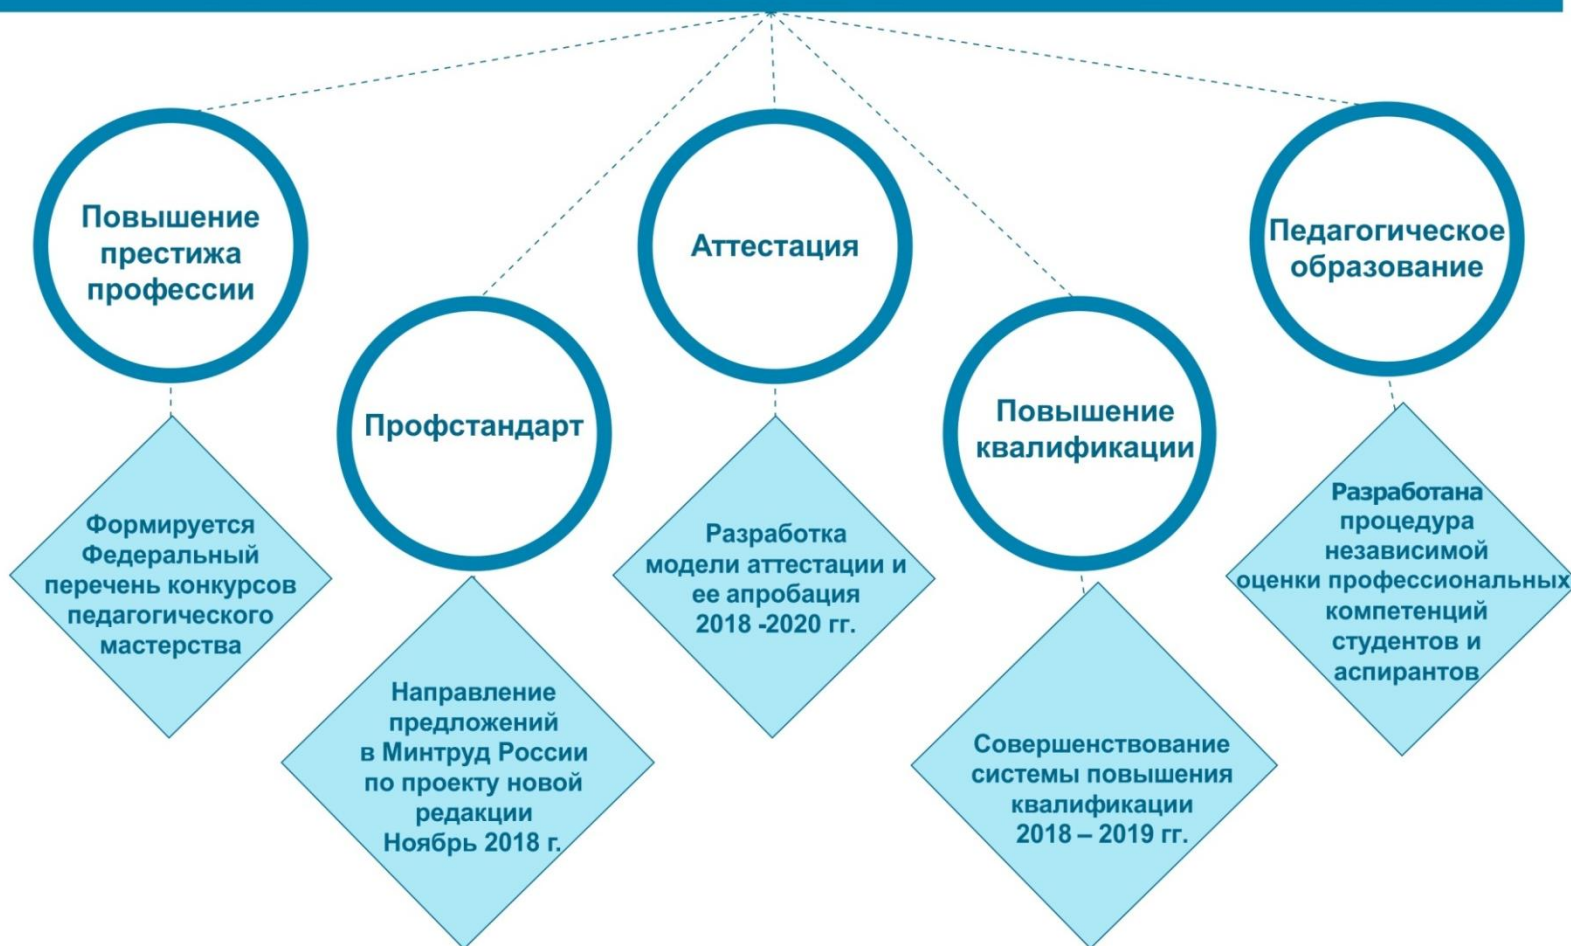 Повышение
престижа
профессии
Формируется
Федеральный
перечень конкурсов
педагогического
мастерства
Профстандарт
Направление
предложений
в Минтруд России
по проекту новой
редакции
Ноябрь 2018 г.
Аттестация
Разработка
модели аттестации и
ее апробация
2018 -2020 гг.
Повышение
квалификации
Совершенствование
системы повышения
квалификации
2018 – 2019 гг.
Педагогическое
образование
Разработана
процедура
независимой
оценки профессиональных
компетенций
студентов и
аспирантов